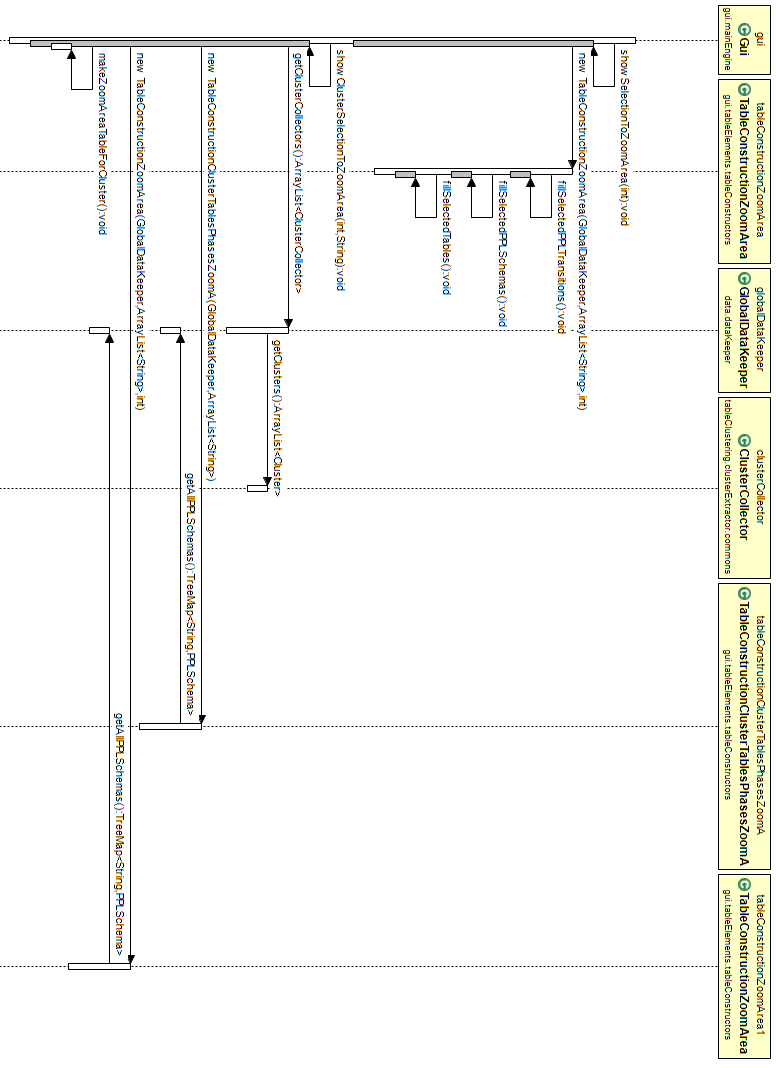 gui
Gui
gui.mainEngine
tableConstructionZoomArea
TableConstructionZoomArea
gui.tableElements.tableConstructors
globalDataKeeper
GlobalDataKeeper
data.dataKeeper
clusterCollector
ClusterCollector
tableClustering.clusterExtractor.commons
tableConstructionClusterTablesPhasesZoomA
TableConstructionClusterTablesPhasesZoomA
gui.tableElements.tableConstructors
tableConstructionZoomArea1
TableConstructionZoomArea
gui.tableElements.tableConstructors
showSelectionToZoomArea(int):void
new TableConstructionZoomArea(GlobalDataKeeper,ArrayList<String>,int)
fillSelectedPPLTransitions():void
fillSelectedPPLSchemas():void
fillSelectedTables():void
showClusterSelectionToZoomArea(int,String):void
getClusterCollectors():ArrayList<ClusterCollector>
getClusters():ArrayList<Cluster>
new TableConstructionClusterTablesPhasesZoomA(GlobalDataKeeper,ArrayList<String>)
getAllPPLSchemas():TreeMap<String,PPLSchema>
new TableConstructionZoomArea(GlobalDataKeeper,ArrayList<String>,int)
getAllPPLSchemas():TreeMap<String,PPLSchema>
makeZoomAreaTableForCluster():void